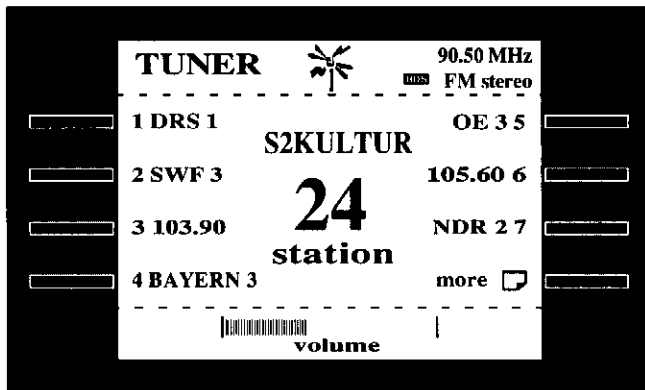 TUNER
90.50 MHz
RDS FM stereo
1 DRS 1
OE 3 5
S2KULTUR
2 SWF 3
105.60 6
24
3 103.90
NDR 2 7
station
4 BAYERN 3
more
volume